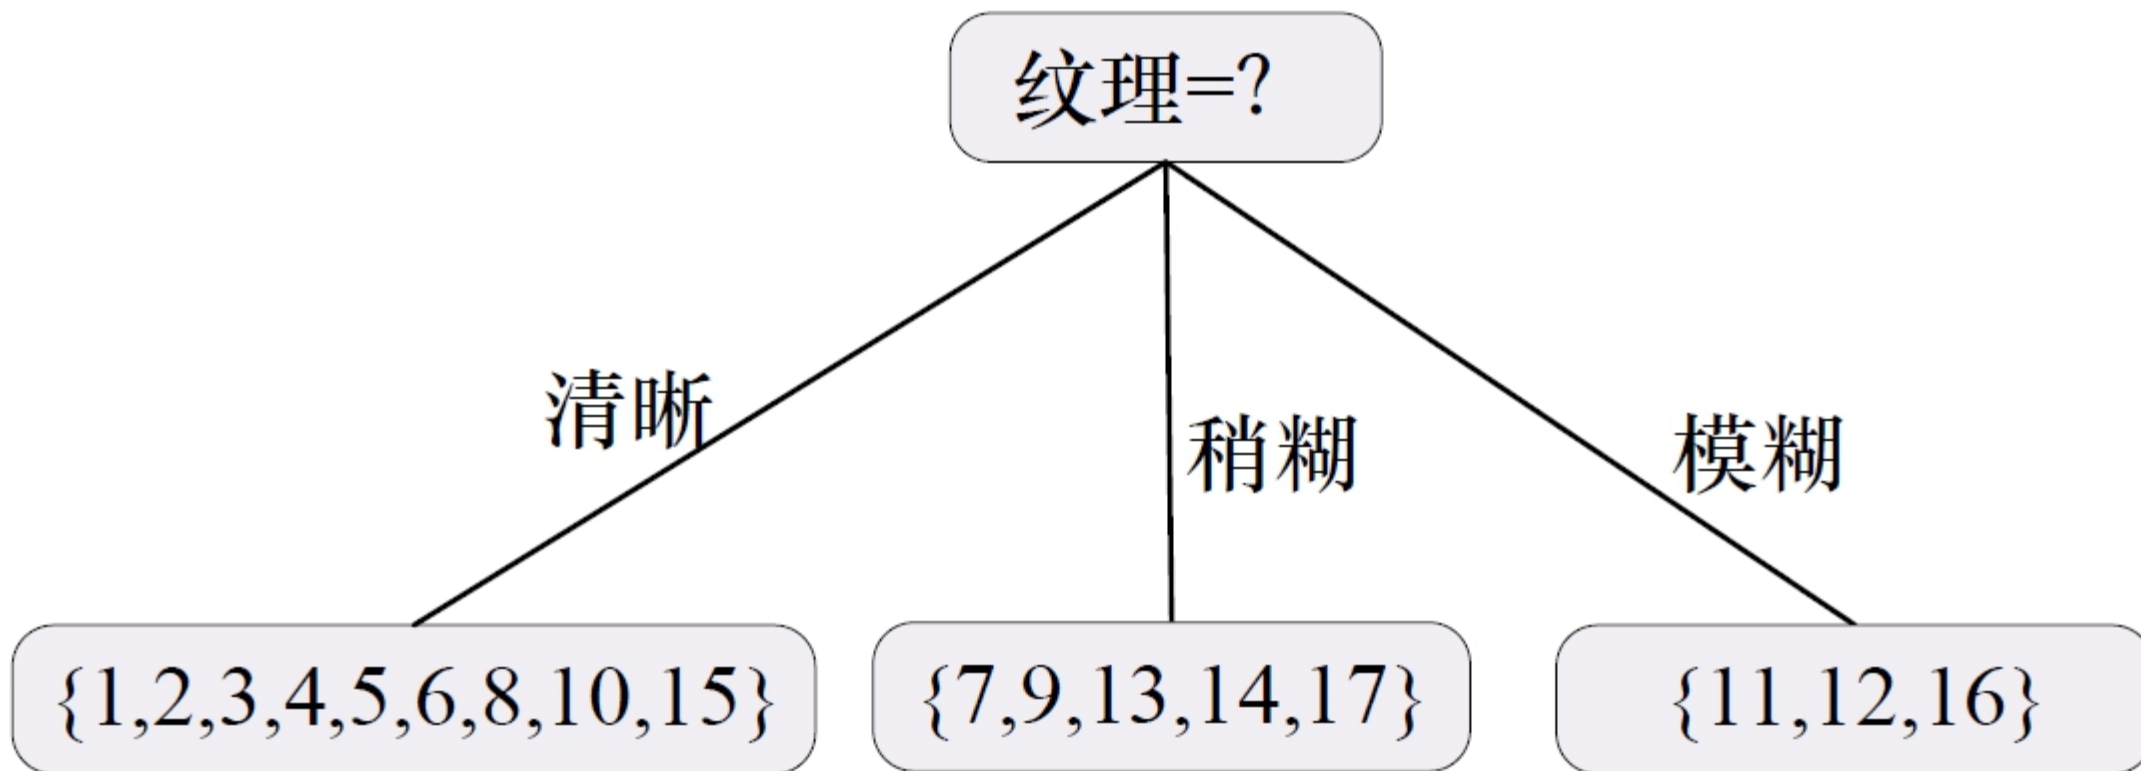 纹理=?
清晰
稍糊
模糊
{1,2,3,4,5,6,8,10,15}
{7,9,13,14,17}
{11,12,16}